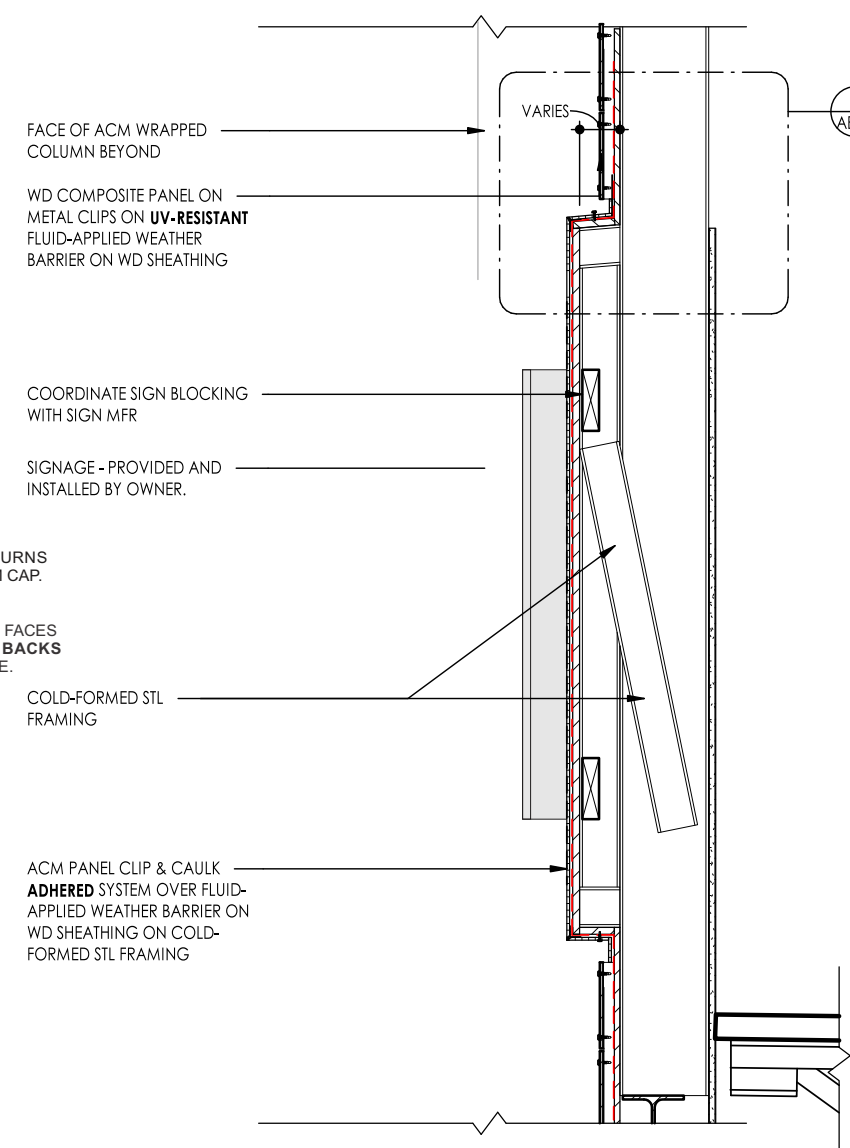 FACE OF ACM WRAPPED
COLUMN BEYOND
VARIES
WD COMPOSITE PANEL ON
METAL CLIPS ON UV-RESISTANT
FLUID-APPLIED WEATHER
BARRIER ON WD SHEATHING
COORDINATE SIGN BLOCKING
WITH SIGN MFR
SIGNAGE - PROVIDED AND
INSTALLED BY OWNER.
CAP.
FACES
BACKS
COLD-FORMED STL
FRAMING
ACM PANEL CLIP & CAULK
ADHERED SYSTEM OVER FLUID-
APPLIED WEATHER BARRIER ON
WD SHEATHING ON COLD-
FORMED STL FRAMING